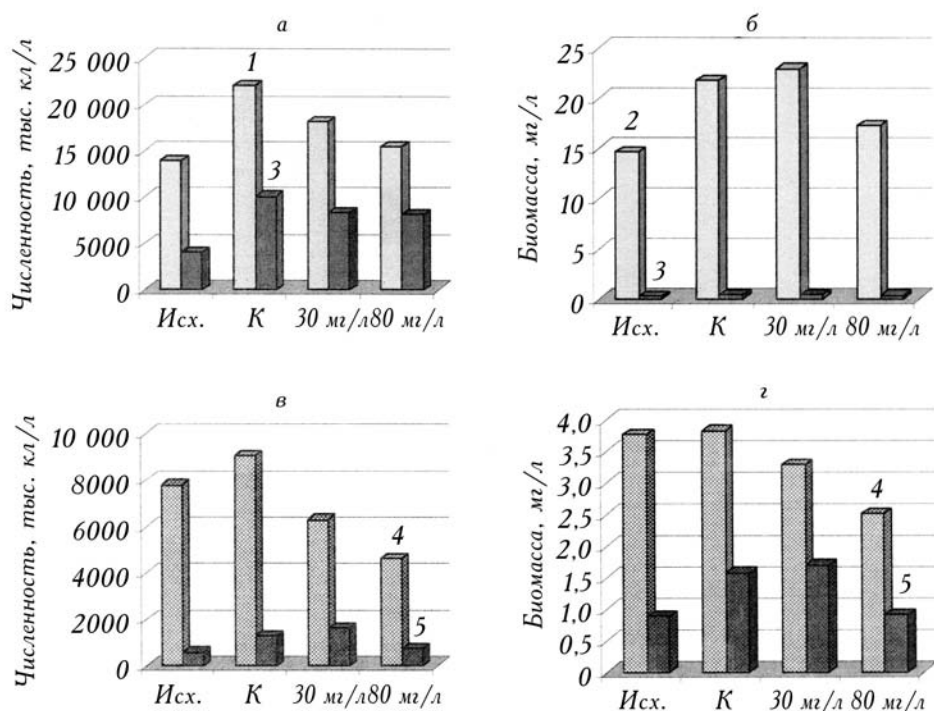 а
Численность, тыс. кл/л
25 000
20 000
15 000
10 000
5000
0
1
3
Исх. К 30 мг/л 80 мг/л
б
Биомасса, мг/л
25
20
15
10
5
0
2
3
Исх. К 30 мг/л 80 мг/л
в
Численность, тыс. кл/л
10 000
8000
6000
4000
2000
0
4
5
Исх. К 30 мг/л 80 мг/л
г
Биомасса, мг/л
4,0
3,5
3,0
2,5
2,0
1,5
1,0
0,5
0
4
5
Исх. К 30 мг/л 80 мг/л